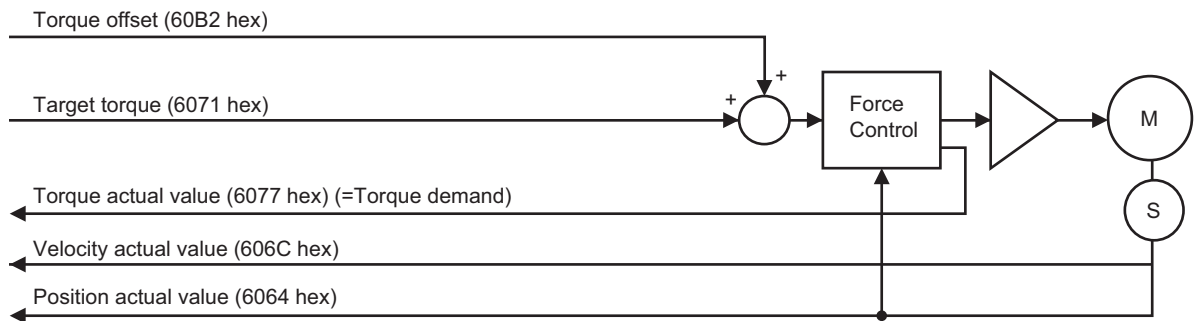 Torque offset (60B2 hex)
+
+
Target torque (6071 hex)
Force
Control
M
Torque actual value (6077 hex) (=Torque demand)
S
Velocity actual value (606C hex)
Position actual value (6064 hex)